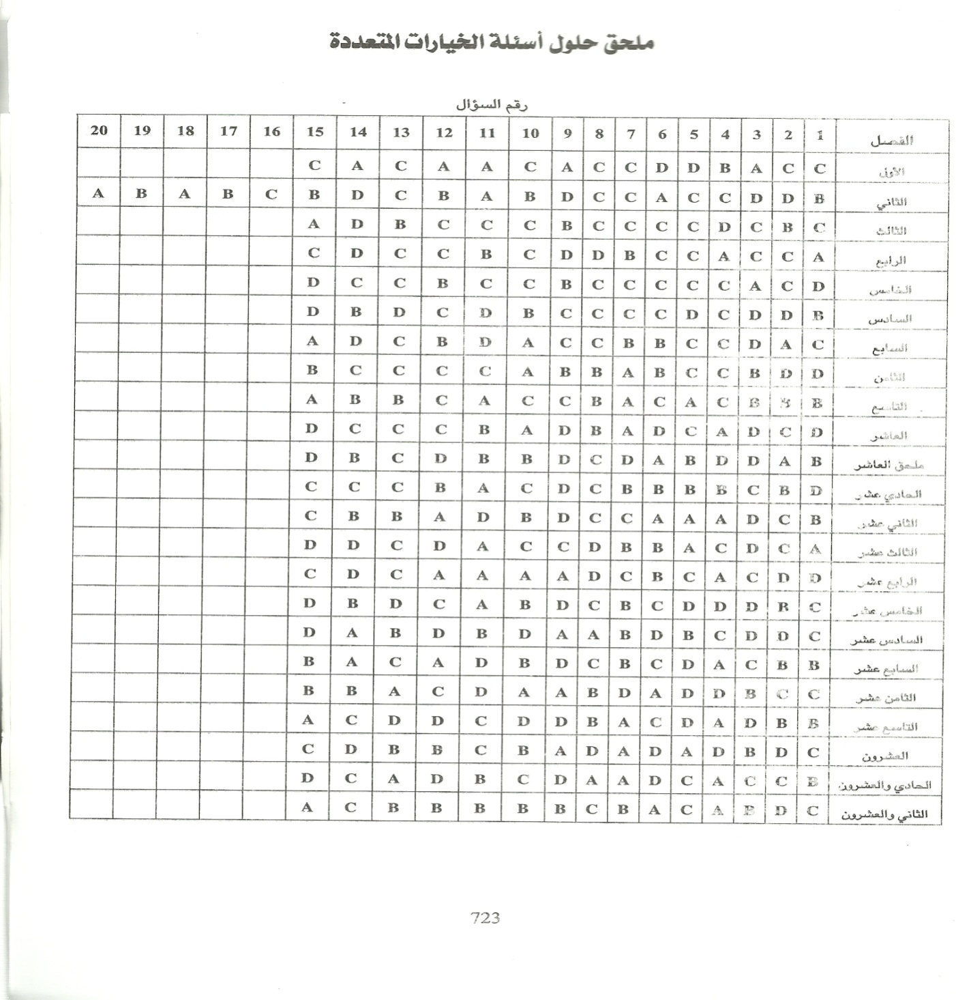 ملحق حلول أسئلة الخيارات المتعددة
رقم السؤال
الفصل 1 2 3 4 5 6 7 8 9 10 11 12 13 14 15 16 17 18 19 20
الأول C C A B D D C C A C A A C A C
الثاني B D D C C A C C D B A B C D B C B A B A
الثالث C B C D C C C C B C C C B D A
الرابع A C C A C C B D D C B C C D C
الخامس D C A C C C C C B C C B C C D
السادس B D D C D C C C C B D C D B D
السابع C A D C C B B C C A D B C D A
الثامن D D B C C B A B B A C C C C B
التاسع B B B C A C A B C C A C B B A
العاشر D C D A C D A B D A B C C C D
ملحق العاشر B A D D B A D C D B B D C B D
الحادي عشر D B C B B B B C D C A B C C C
الثاني عشر B C D A A A C C D B D A B B C
الثالث عشر A C D C A B B D C C A D C D D
الرابع عشر D D C A C B C D A A A A C D C
الخامس عشر C B D D D C B C D B A C D B D
السادس عشر C D D C B D B A A D B D B A D
السابع عشر B B C A D C B C D B D A C A B
الثامن عشر C C B D D A D B A A D C A B B
التاسع عشر B B D A D C A B D D C D D C A
العشرون C D B D A D A D A B C B B D C
الحادي والعشرون B C C A C D A A D C B D A C D
الثاني والعشرون C D B A C A B C B B B B B C A
723